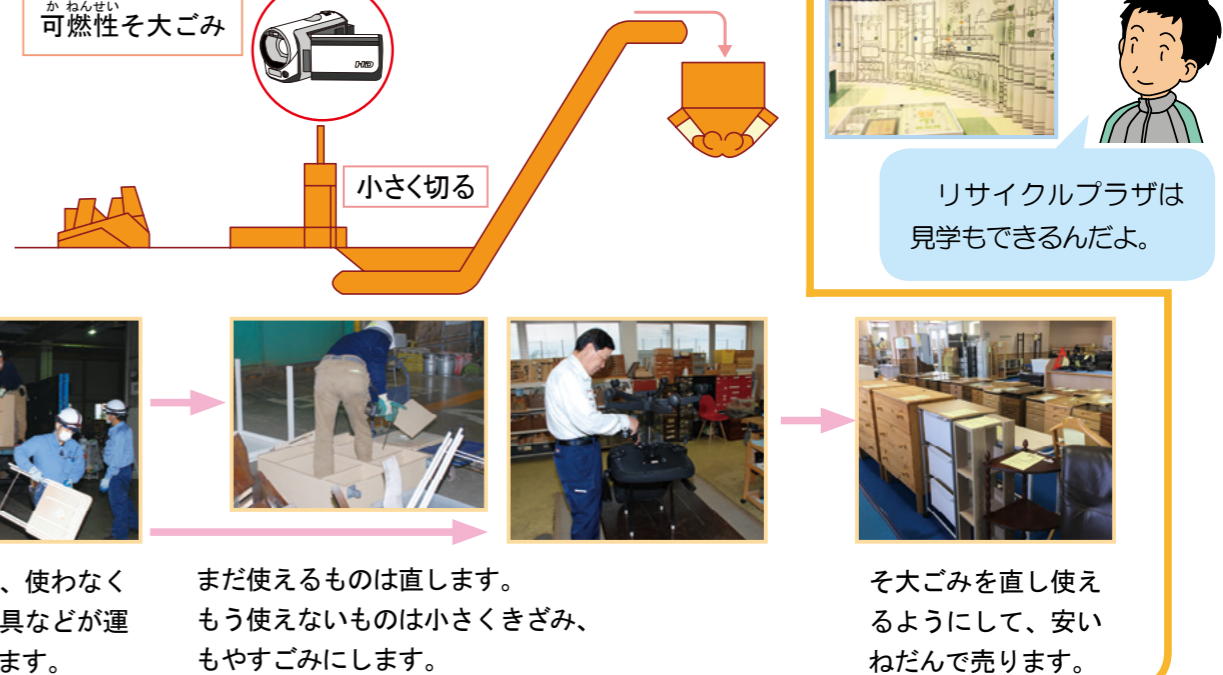 か ねんせい
可燃性そ大ごみ
HD
小さく切る
リサイクルプラザは
見学もできるんだよ。
、使わなく
具などが運
ます。
まだ使えるものは直します。
もう使えないものは小さくきざみ、
もやすごみにします。
そ大ごみを直し使え
るようにして、安い
ねだんで売ります。